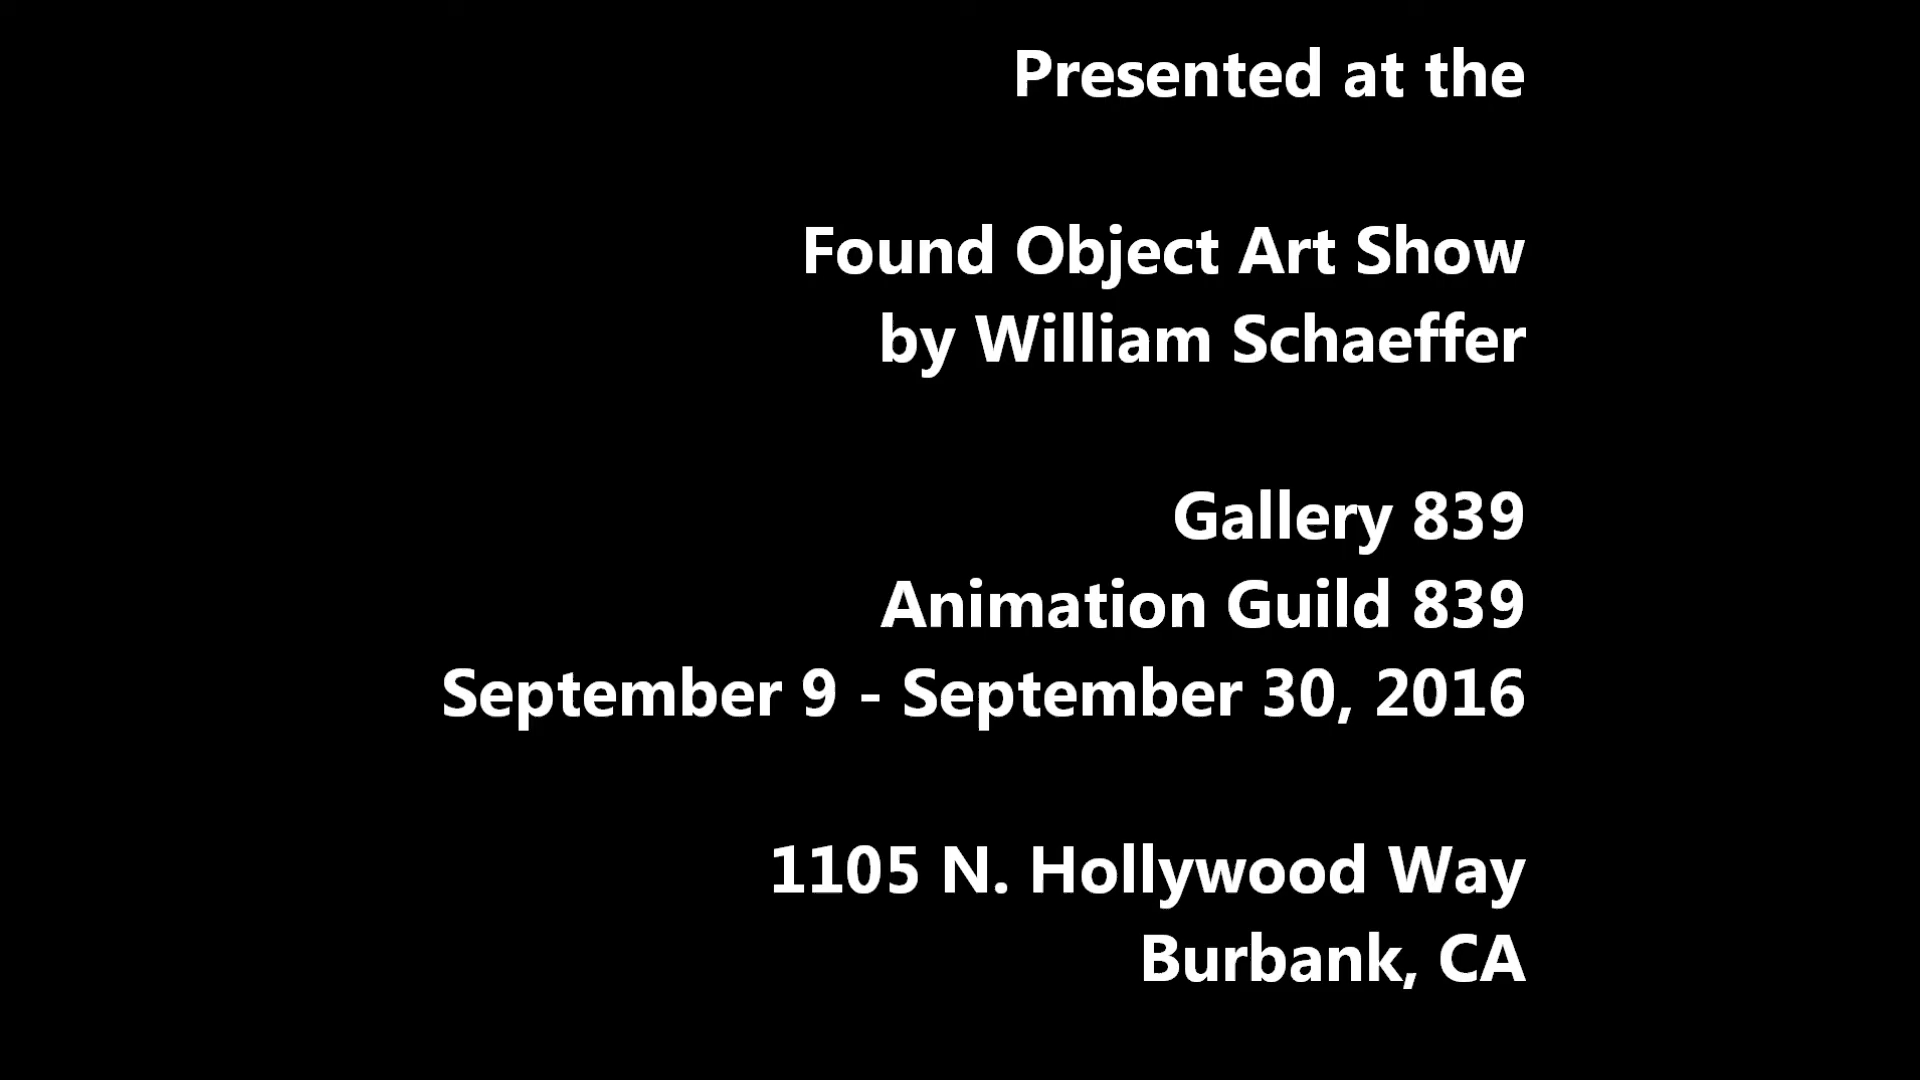 Presented at the
Found Object Art Show
by William Schaeffer
Gallery 839
Animation Guild 839
September 9 - September 30, 2016
1105 N. Hollywood Way
Burbank, CA